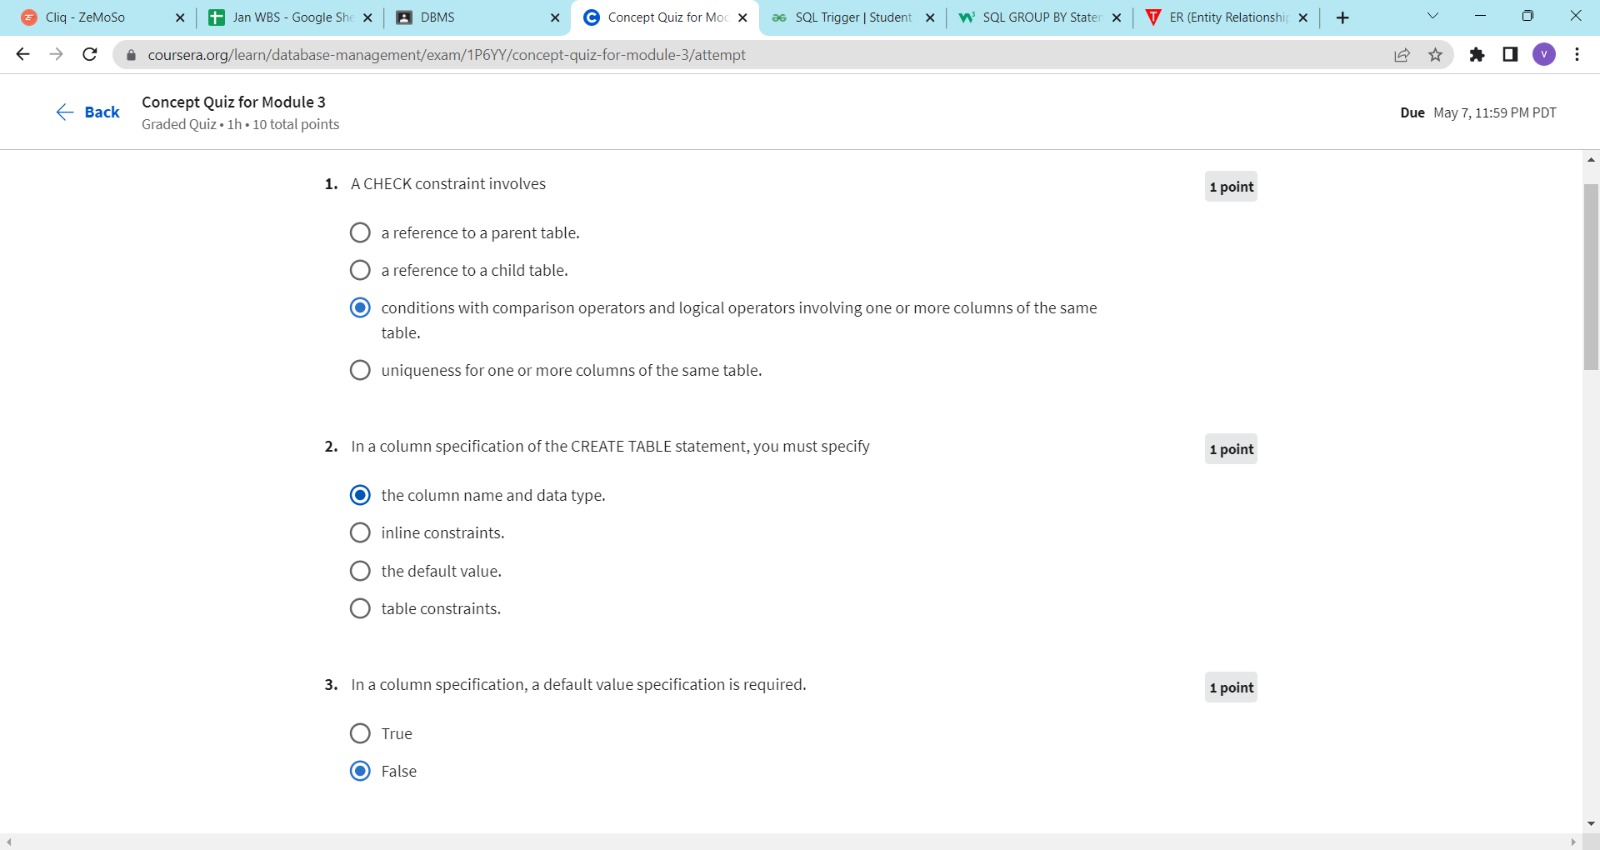 Cliq - ZeMoSo
Jan WBS - Google She
DBMS
Concept Quiz for Mod
SQL Trigger | Student
SQL GROUP BY Stater
ER (Entity Relationship
coursera.org/learn/database-management/exam/1P6YY/concept-quiz-for-module-3/attempt
V
Back
Concept Quiz for Module 3
Graded Quiz • 1h • 10 total points
Due May 7, 11:59 PM PDT
1. A CHECK constraint involves
1 point
a reference to a parent table.
a reference to a child table.
conditions with comparison operators and logical operators involving one or more columns of the same
table.
uniqueness for one or more columns of the same table.
2. In a column specification of the CREATE TABLE statement, you must specify
1 point
the column name and data type.
inline constraints.
the default value.
table constraints.
3. In a column specification, a default value specification is required.
1 point
True
False